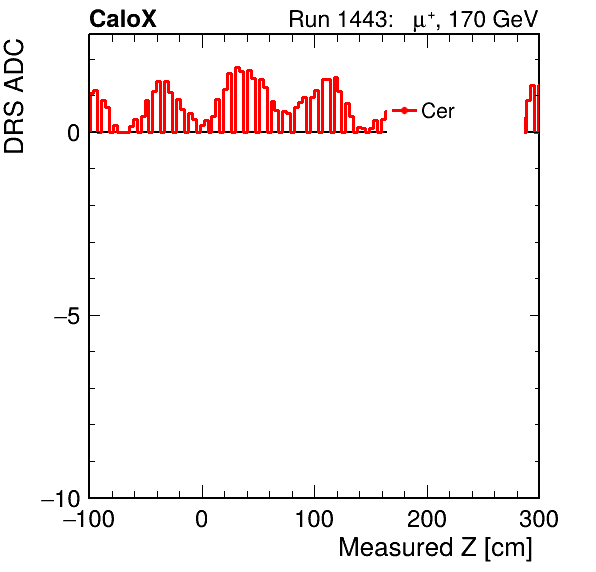 CaloX Run 1443: μ⁺, 170 GeV
DRS ADC
Cer
0
−5
−10
−100 0 100 200 300
Measured Z [cm]